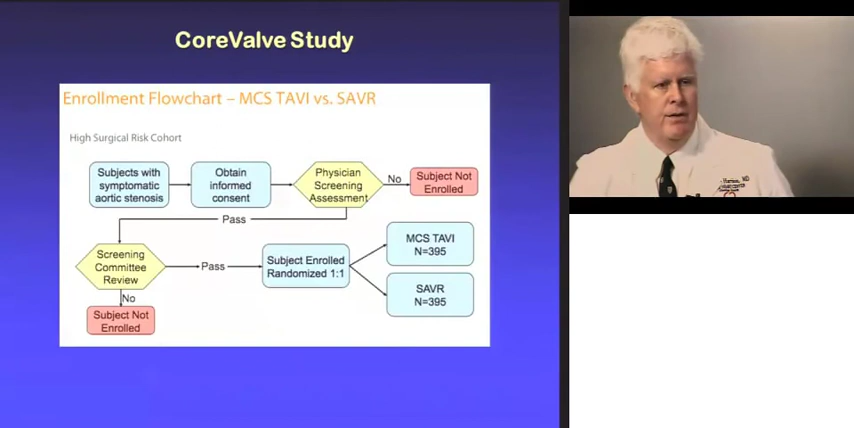 CoreValve Study
Enrollment Flowchart – MCS TAVI vs. SAVR
High Surgical Risk Cohort
Subjects with
symptomatic
aortic stenosis
Obtain
informed
consent
Physician
Screening
Assessment
No
Subject Not
Enrolled
Pass
Screening
Committee
Review
Pass
Subject Enrolled
Randomized 1:1
MCS TAVI
N=395
SAVR
N=395
No
Subject Not
Enrolled
MD